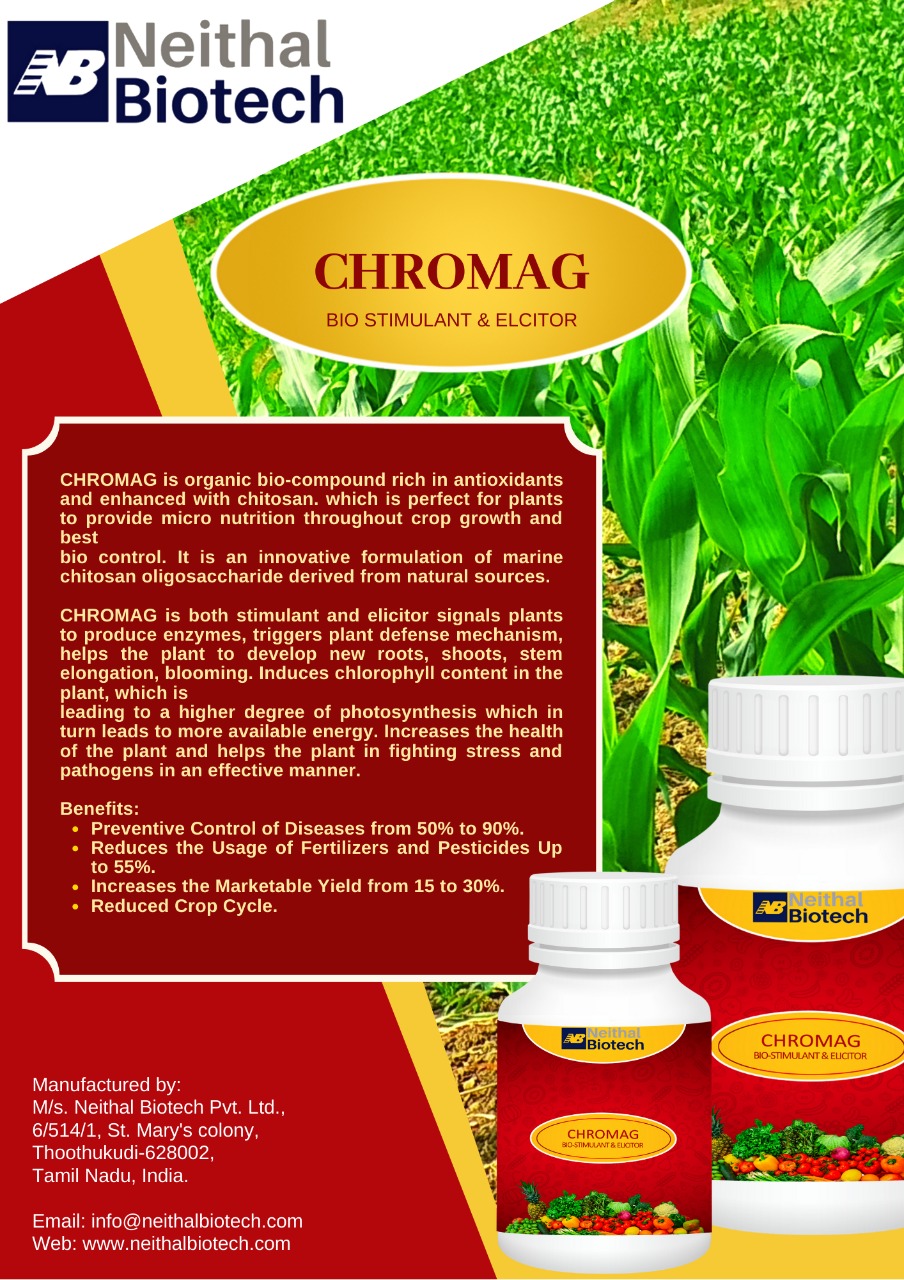 NB Neithal
Biotech
CHROMAG
BIO STIMULANT & ELCITOR
CHROMAG is organic bio-compound rich in antioxidants
and enhanced with chitosan. which is perfect for plants
to provide micro nutrition throughout crop growth and
best
bio control. It is an innovative formulation of marine
chitosan oligosaccharide derived from natural sources.
CHROMAG is both stimulant and elicitor signals plants
to produce enzymes, triggers plant defense mechanism,
helps the plant to develop new roots, shoots, stem
elongation, blooming. Induces chlorophyll content in the
plant, which is
leading to a higher degree of photosynthesis which in
turn leads to more available energy. Increases the health
of the plant and helps the plant in fighting stress and
pathogens in an effective manner.
Benefits:
• Preventive Control of Diseases from 50% to 90%.
• Reduces the Usage of Fertilizers and Pesticides Up
to 55%.
• Increases the Marketable Yield from 15 to 30%.
• Reduced Crop Cycle.
NB Neithal
Biotech
CHROMAG
BIO-STIMULANT & ELICITOR
NB Neithal
Biotech
CHROMAG
BIO-STIMULANT & ELICITOR
Manufactured by:
M/s. Neithal Biotech Pvt. Ltd.,
6/514/1, St. Mary's colony,
Thoothukudi-628002,
Tamil Nadu, India.
Email: info@neithalbiotech.com
Web: www.neithalbiotech.com